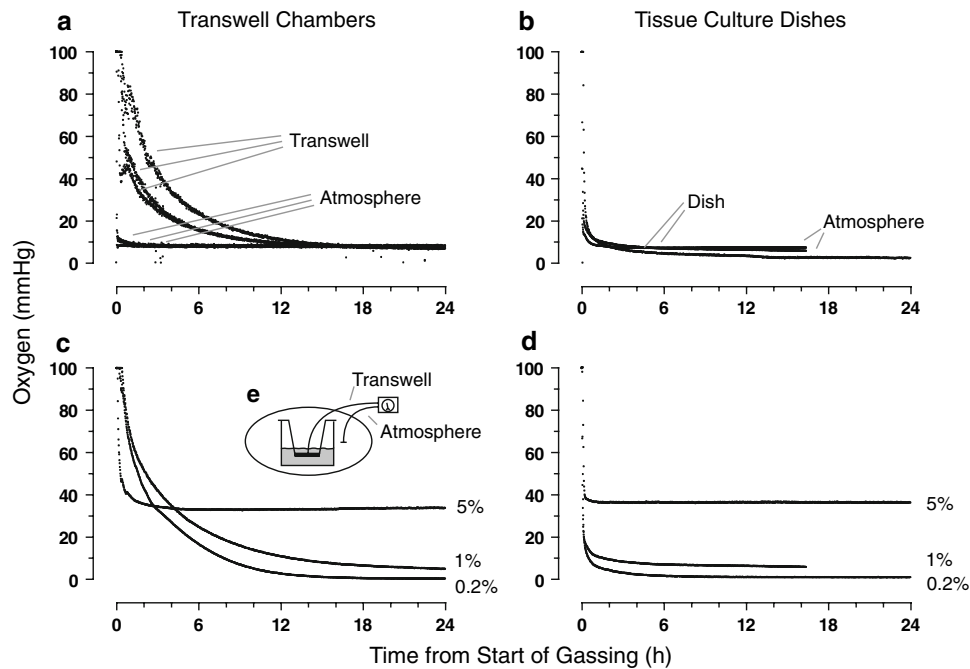 a Transwell Chambers
b Tissue Culture Dishes
100
80
60
40
20
0
Transwell
Atmosphere
0 6 12 18 24
100
80
60
40
20
0
Dish
Atmosphere
0 6 12 18 24
Oxygen (mmHg)
c
100
80
60
40
20
0
e
Transwell
Atmosphere
5%
1%
0.2%
0 6 12 18 24
d
100
80
60
40
20
0
5%
1%
0.2%
0 6 12 18 24
Time from Start of Gassing (h)